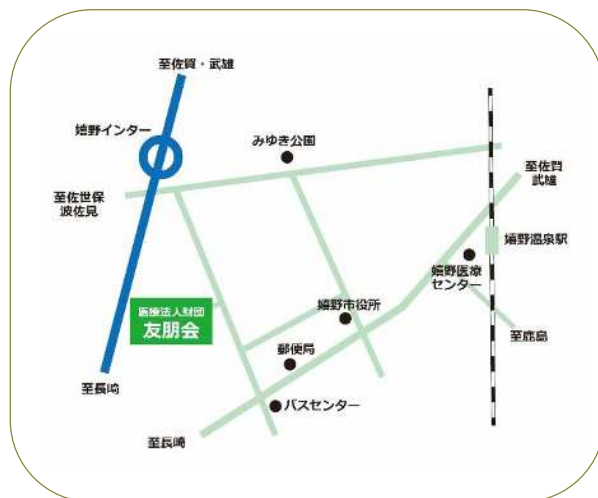 至佐賀・武雄
嬉野インター
みゆき公園
至佐賀
武雄
至佐世保
波佐見
嬉野温泉駅
嬉野医療
センター
医療法人財団
友朋会
嬉野市役所
至鹿島
郵便局
至長崎
バスセンター
至長崎